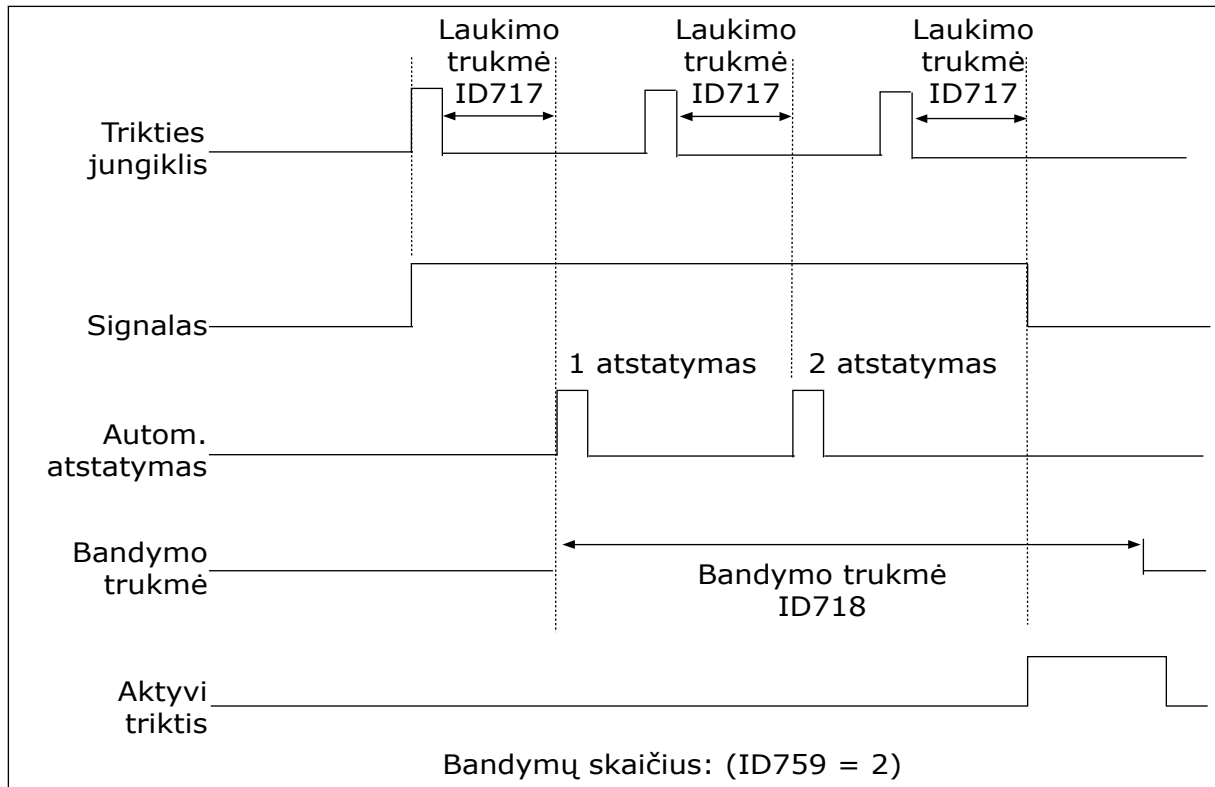 Laukimo
trukmė
ID717
Laukimo
trukmė
ID717
Laukimo
trukmė
ID717
Trikties
jungiklis
Signalas
1 atstatymas
2 atstatymas
Autom.
atstatymas
Bandymo
trukmė
Bandymo trukmė
ID718
Aktyvi
triktis
Bandymų skaičius: (ID759 = 2)